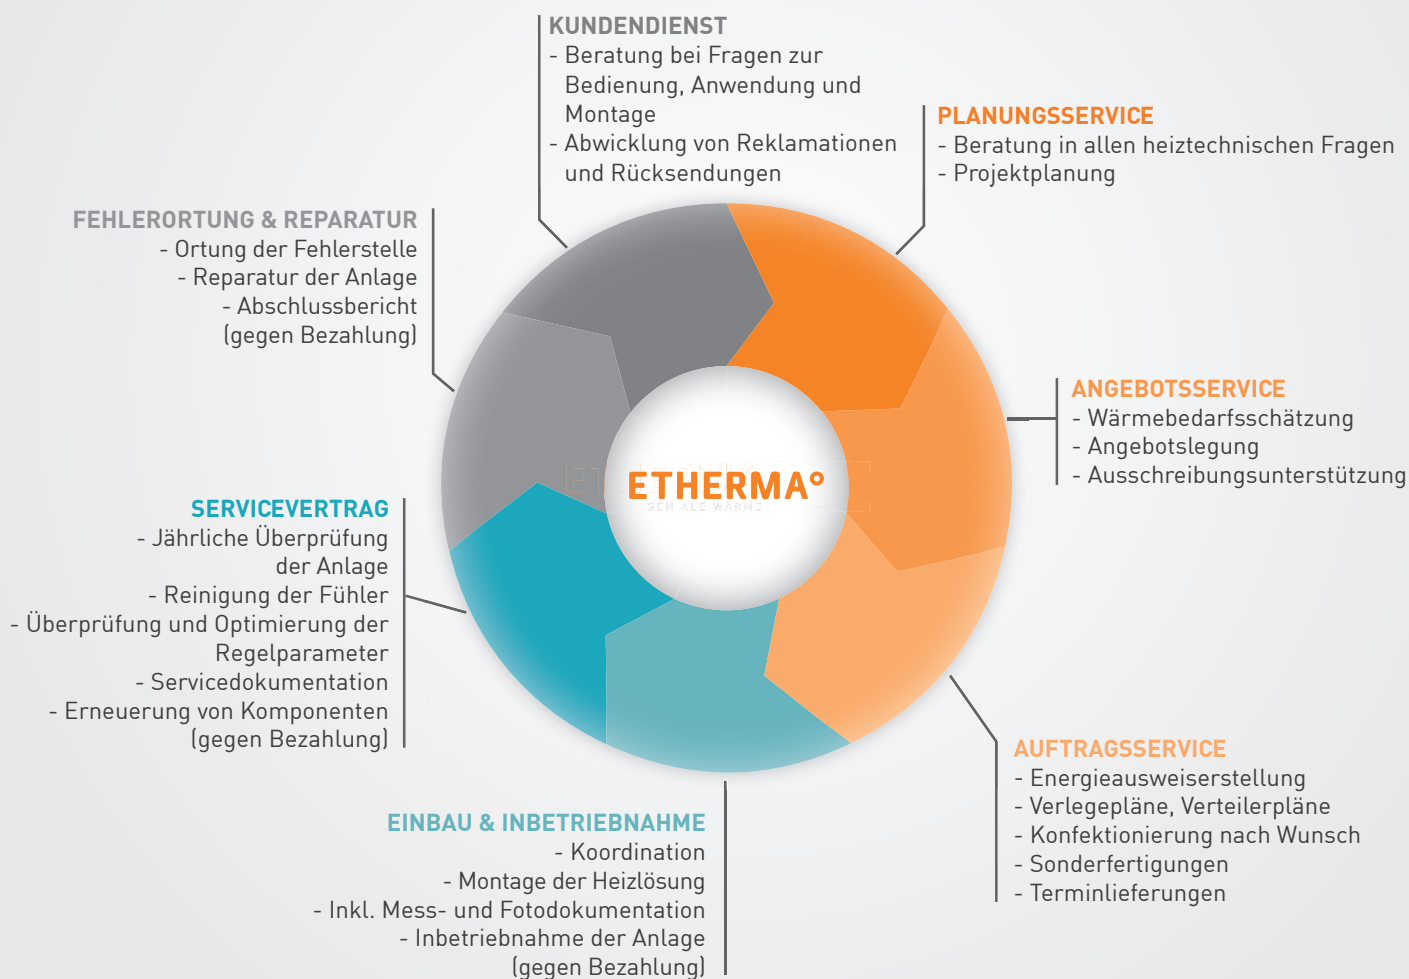 KUNDENDIENST
- Beratung bei Fragen zur
Bedienung, Anwendung und
Montage
- Abwicklung von Reklamationen
und Rücksendungen
PLANUNGSSERVICE
- Beratung in allen heiztechnischen Fragen
- Projektplanung
ANGEBOTSSERVICE
- Wärmebedarfsschätzung
- Angebotslegung
- Ausschreibungsunterstützung
AUFTRAGSSERVICE
- Energieausweiserstellung
- Verlegepläne, Verteilerpläne
- Konfektionierung nach Wunsch
- Sonderfertigungen
- Terminlieferungen
EINBAU & INBETRIEBNAHME
- Koordination
- Montage der Heizlösung
- Inkl. Mess- und Fotodokumentation
- Inbetriebnahme der Anlage
(gegen Bezahlung)
SERVICEVERTRAG
- Jährliche Überprüfung
der Anlage
- Reinigung der Fühler
- Überprüfung und Optimierung der
Regelparameter
- Servicedokumentation
- Erneuerung von Komponenten
(gegen Bezahlung)
FEHLERORTUNG & REPARATUR
- Ortung der Fehlerstelle
- Reparatur der Anlage
- Abschlussbericht
(gegen Bezahlung)
ETHERMA°
WÄRME